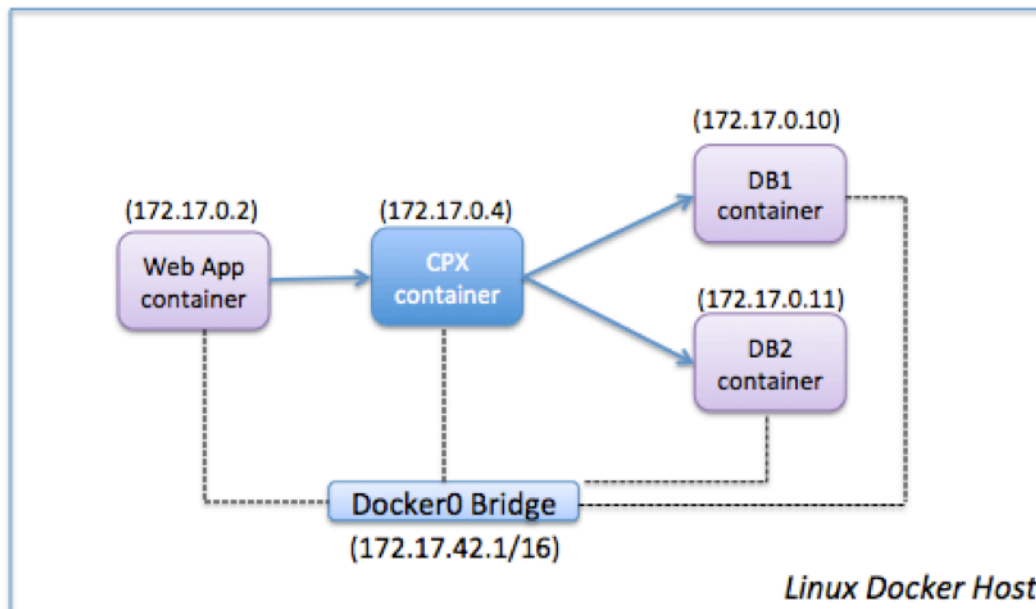 (172.17.0.10)
DB1
container
(172.17.0.2)
Web App
container
(172.17.0.4)
CPX
container
(172.17.0.11)
DB2
container
Docker0 Bridge
(172.17.42.1/16)
Linux Docker Host